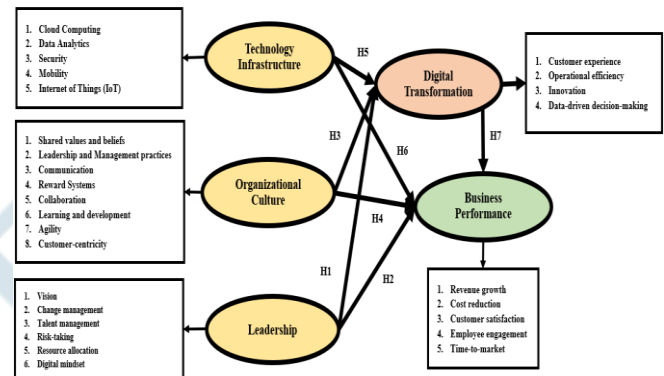 1. Cloud Computing
2. Data Analytics
3. Security
4. Mobility
5. Internet of Things (IoT)
Technology
Infrastructure
H5
Digital
Transformation
1. Customer experience
2. Operational efficiency
3. Innovation
4. Data-driven decision-making
H3
H6
H7
1. Shared values and beliefs
2. Leadership and Management practices
3. Communication
4. Reward Systems
5. Collaboration
6. Learning and development
7. Agility
8. Customer-centricity
Organizational
Culture
H4
Business
Performance
H1
H2
1. Vision
2. Change management
3. Talent management
4. Risk-taking
5. Resource allocation
6. Digital mindset
Leadership
1. Revenue growth
2. Cost reduction
3. Customer satisfaction
4. Employee engagement
5. Time-to-market